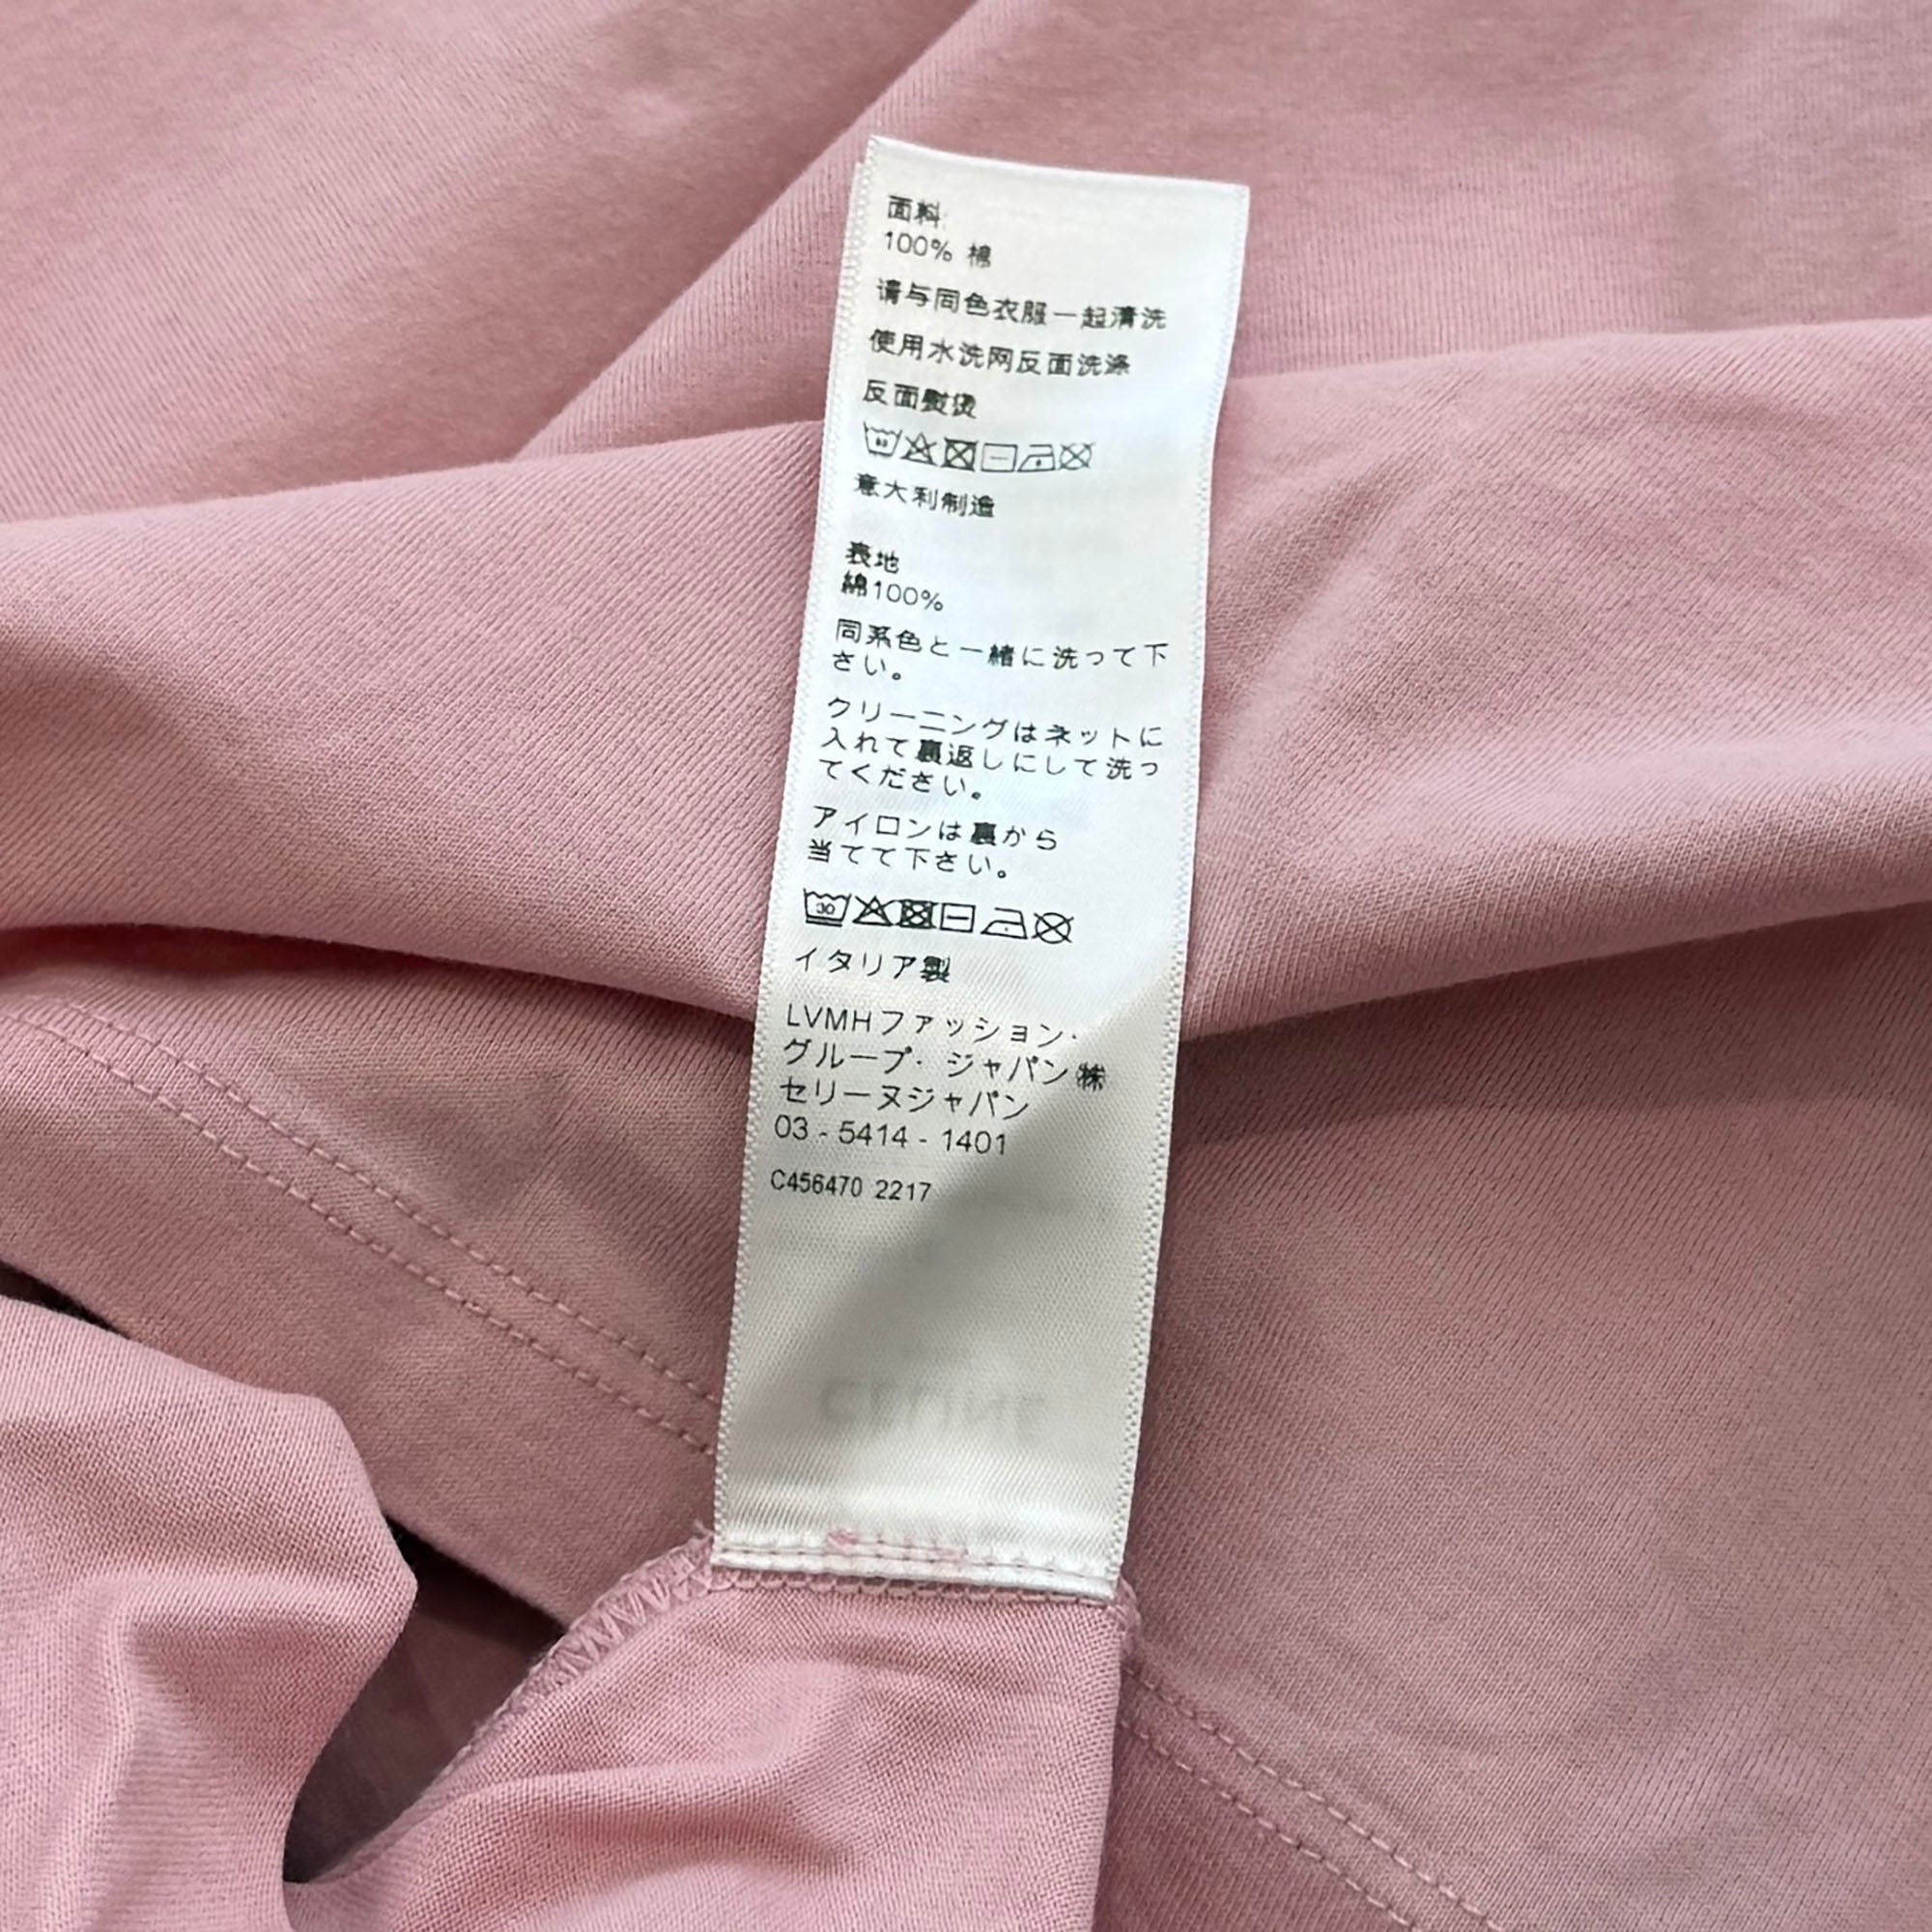 面料:
100% 棉
请与同色衣服一起清洗
使用水洗网反面洗涤
反面熨烫
意大利制造
表地
綿100%
同系色と一緒に洗って下
さい。
クリーニングはネットに
入れて裏返しにして洗っ
てください。
アイロンは裏から
当てて下さい。
30
イタリア製
LVMHファッション·
グループ· ジャパン㈱
セリーヌジャパン
03 - 5414 - 1401
C456470 2217